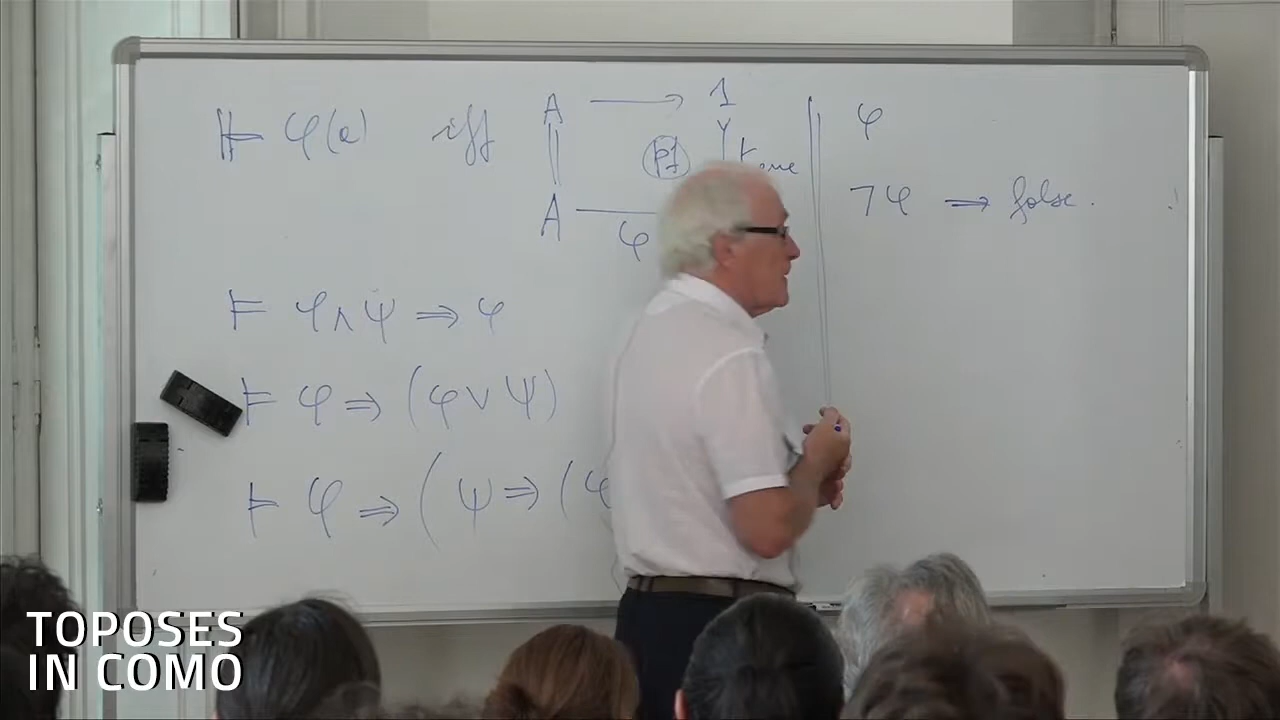 ⊩ φ(a) iff A ⟶ 1
p1 true
A — φ
⊨ φ∧ψ ⇒ φ
⊨ φ ⇒ (φ∨ψ)
⊨ φ ⇒ (ψ ⇒ (φ
φ
¬φ ⇒ false.
TOPOSES
IN COMO